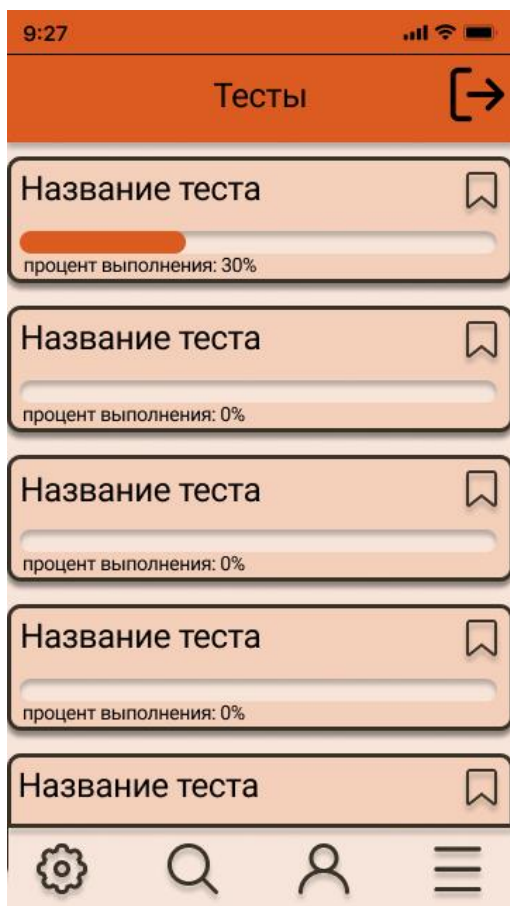 9:27
Тесты
Название теста
процент выполнения: 30%
Название теста
процент выполнения: 0%
Название теста
процент выполнения: 0%
Название теста
процент выполнения: 0%
Название теста